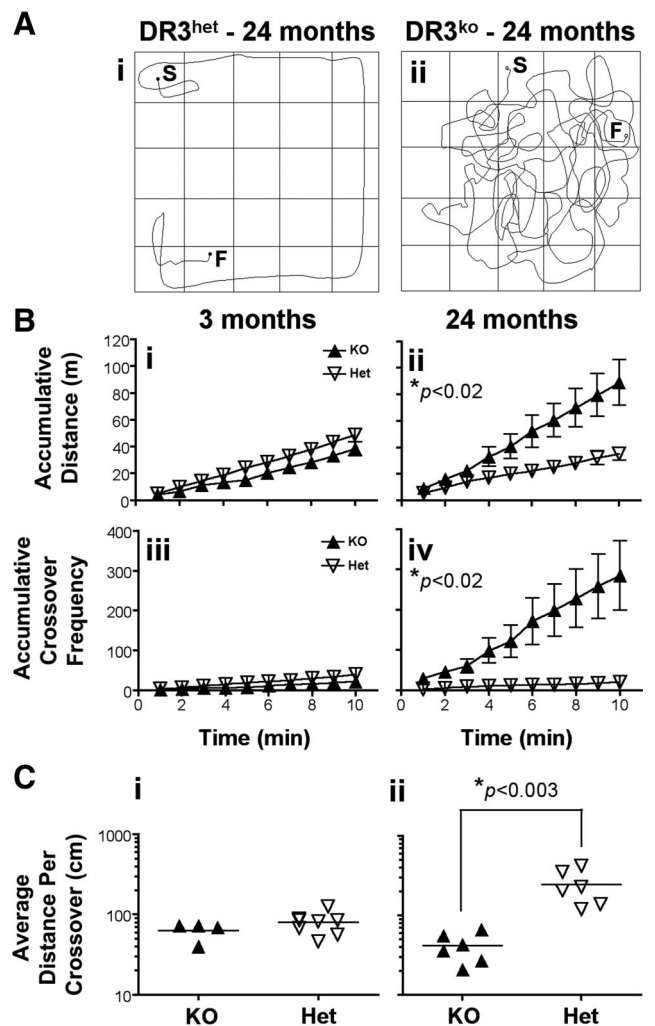 A
DR3het - 24 months
DR3ko - 24 months
i
S
F
ii
S
F
B
3 months
24 months
Accumulative
Distance (m)
120
100
80
60
40
20
0
i
KO
Het
ii
*p<0.02
Accumulative
Crossover
Frequency
400
300
200
100
0
iii
KO
Het
iv
*p<0.02
0 2 4 6 8 10
0 2 4 6 8 10
Time (min)
Time (min)
C
i
ii
*p<0.003
Average
Distance Per
Crossover (cm)
1000
100
10
KO
Het
KO
Het